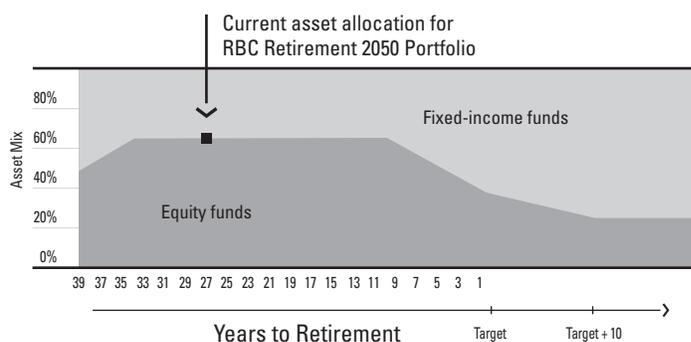 Current asset allocation for
RBC Retirement 2050 Portfolio
80%
Fixed-income funds
60%
Asset Mix
40%
Equity funds
20%
0%
39 37 35 33 31 29 27 25 23 21 19 17 15 13 11 9 7 5 3 1
Years to Retirement
Target
Target + 10